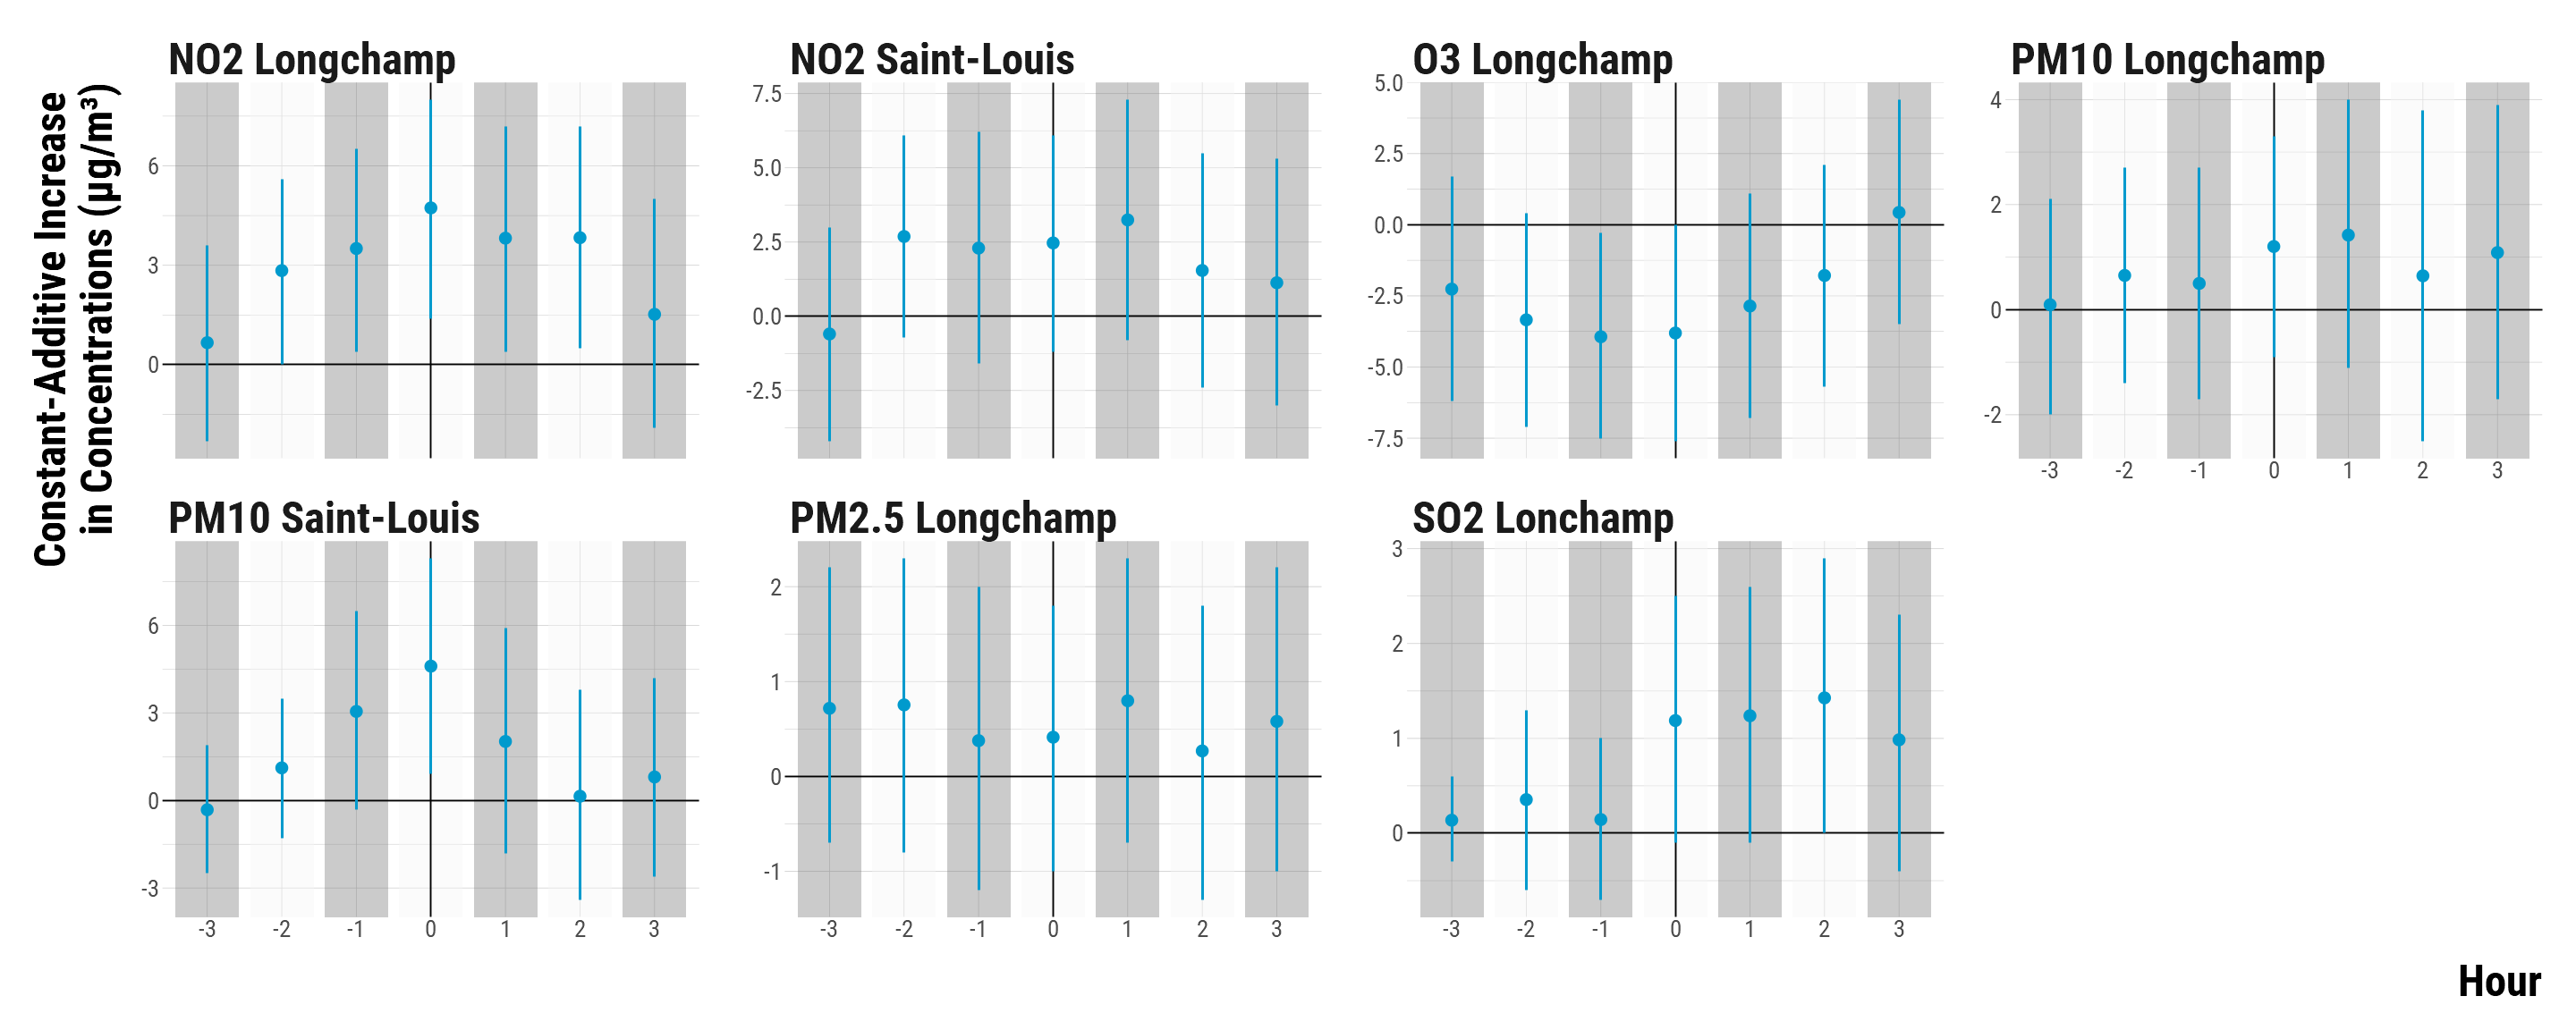 Constant-Additive Increase
in Concentrations (µg/m³)
NO2 Longchamp
6
3
0
NO2 Saint-Louis
7.5
5.0
2.5
0.0
-2.5
O3 Longchamp
5.0
2.5
0.0
-2.5
-5.0
-7.5
PM10 Longchamp
4
2
0
-2
-3 -2 -1 0 1 2 3
PM10 Saint-Louis
6
3
0
-3
-3 -2 -1 0 1 2 3
PM2.5 Longchamp
2
1
0
-1
-3 -2 -1 0 1 2 3
SO2 Lonchamp
3
2
1
0
-3 -2 -1 0 1 2 3
Hour